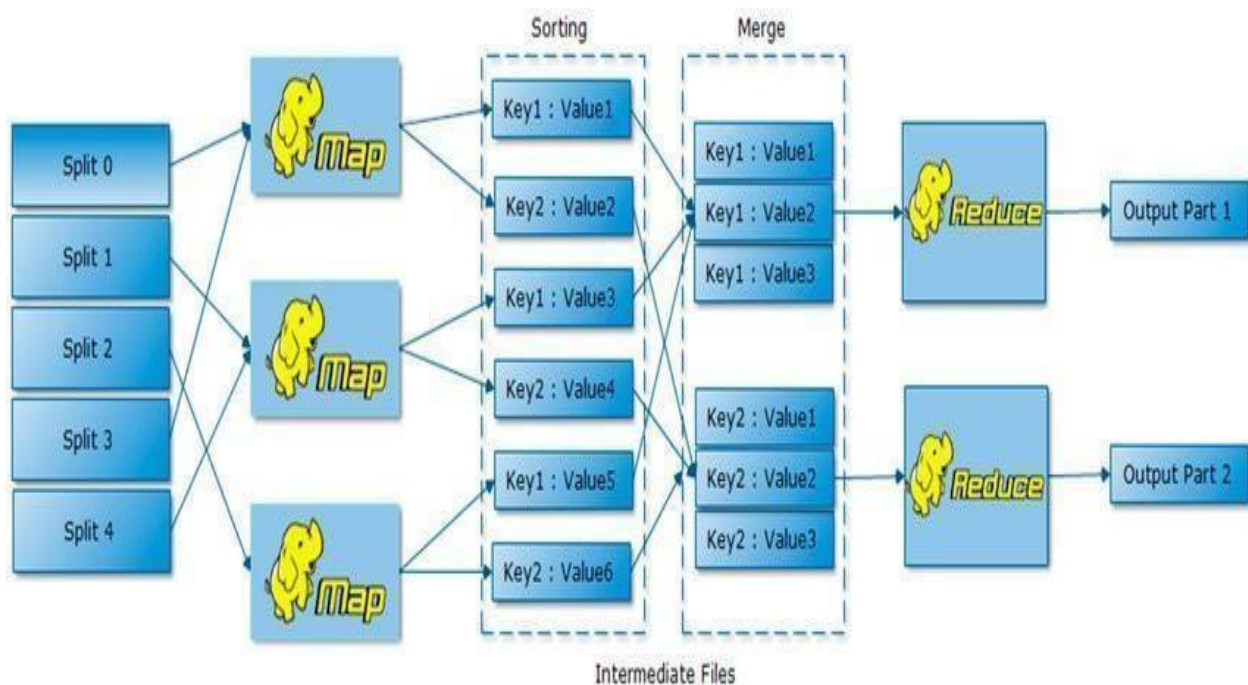 Sorting
Merge
Split 0
Split 1
Split 2
Split 3
Split 4
Map
Map
Map
Key1 : Value1
Key2 : Value2
Key1 : Value3
Key2 : Value4
Key1 : Value5
Key2 : Value6
Key1 : Value1
Key1 : Value2
Key1 : Value3
Key2 : Value1
Key2 : Value2
Key2 : Value3
Reduce
Reduce
Output Part 1
Output Part 2
Intermediate Files